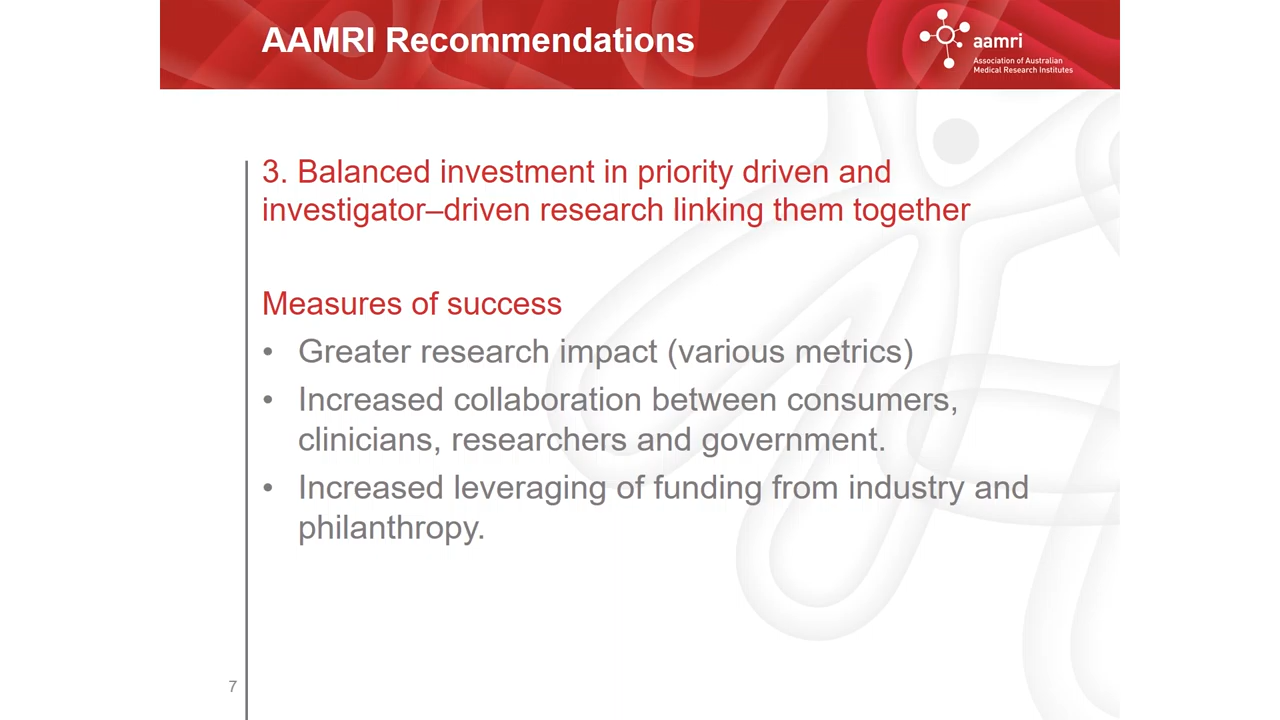 AAMRI Recommendations
aamri
Association of Australian
Medical Research Institutes
3. Balanced investment in priority driven and
investigator–driven research linking them together
Measures of success
• Greater research impact (various metrics)
• Increased collaboration between consumers,
clinicians, researchers and government.
• Increased leveraging of funding from industry and
philanthropy.
7